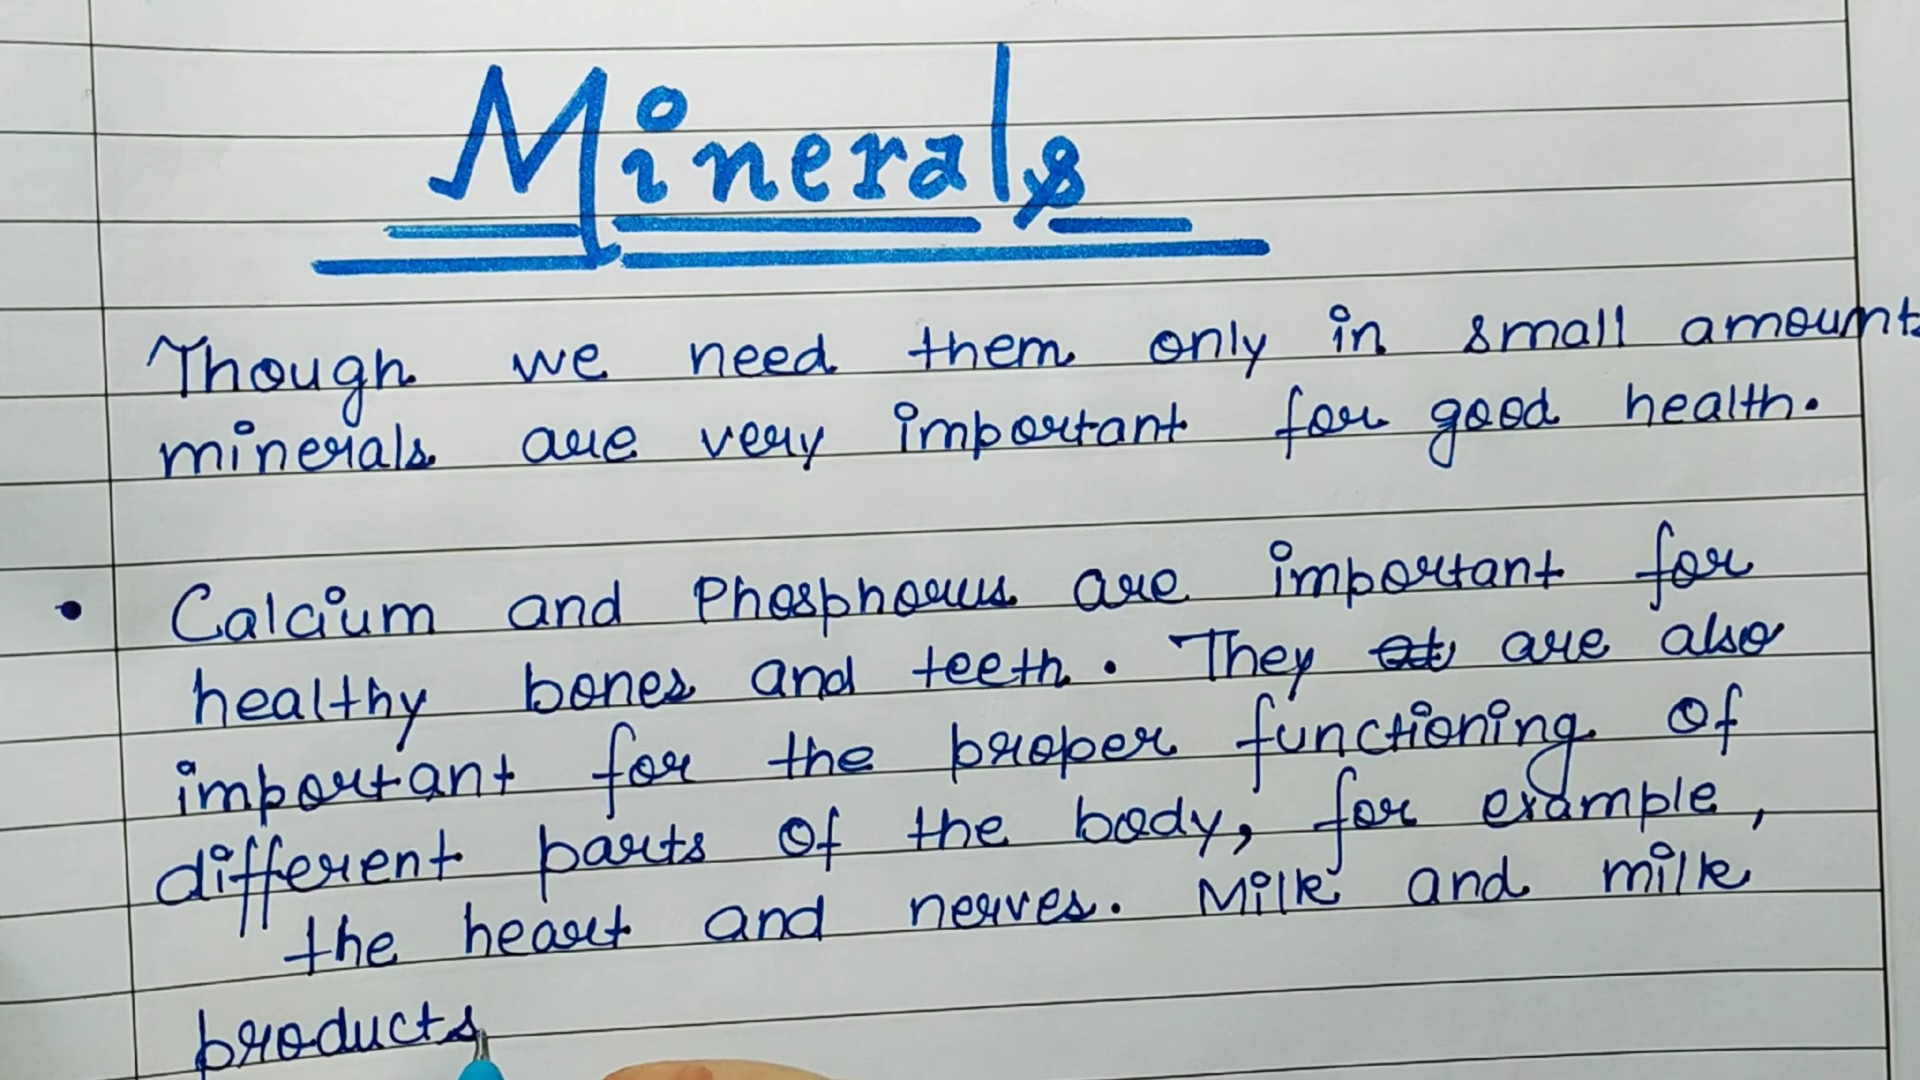 Minerals
Though we need them only in small amounts
minerals are very important for good health.
• Calcium and Phosphorus are important for
healthy bones and teeth. They are also
important for the proper functioning of
different parts of the body, for example,
the heart and nerves. Milk and milk
products